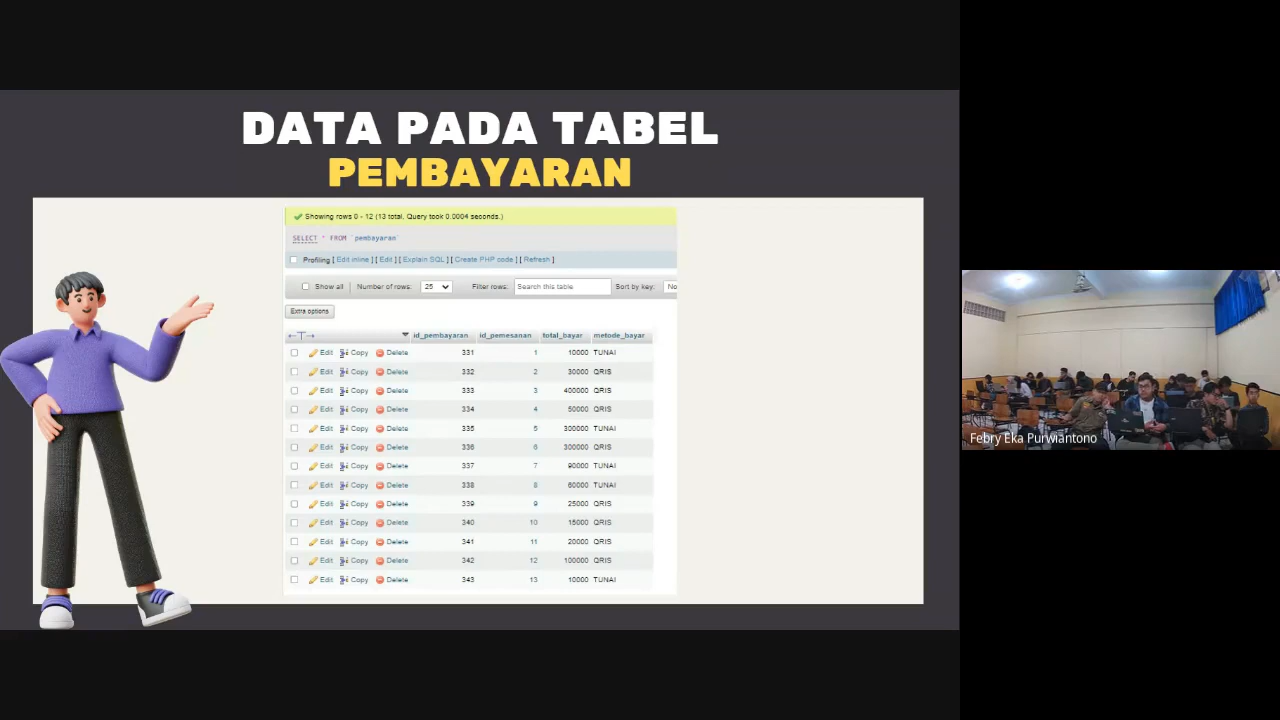 DATA PADA TABEL
PEMBAYARAN
Showing rows 0 - 12 (13 total, Query took 0.0004 seconds.)
SELECT * FROM `pembayaran`
Profiling [ Edit inline ] [ Edit ] [ Explain SQL ] [ Create PHP code ] [ Refresh ]
Show all | Number of rows: 25 Filter rows: Search this table Sort by key: No
Extra options
←T→ id_pembayaran id_pemesanan total_bayar metode_bayar
Edit Copy Delete 331 1 10000 TUNAI
Edit Copy Delete 332 2 30000 QRIS
Edit Copy Delete 333 3 400000 QRIS
Edit Copy Delete 334 4 50000 QRIS
Edit Copy Delete 335 5 300000 TUNAI
Edit Copy Delete 336 6 300000 QRIS
Edit Copy Delete 337 7 90000 TUNAI
Edit Copy Delete 338 8 60000 TUNAI
Edit Copy Delete 339 9 25000 QRIS
Edit Copy Delete 340 10 15000 QRIS
Edit Copy Delete 341 11 20000 QRIS
Edit Copy Delete 342 12 100000 QRIS
Edit Copy Delete 343 13 10000 TUNAI
Febry Eka Purwiantono